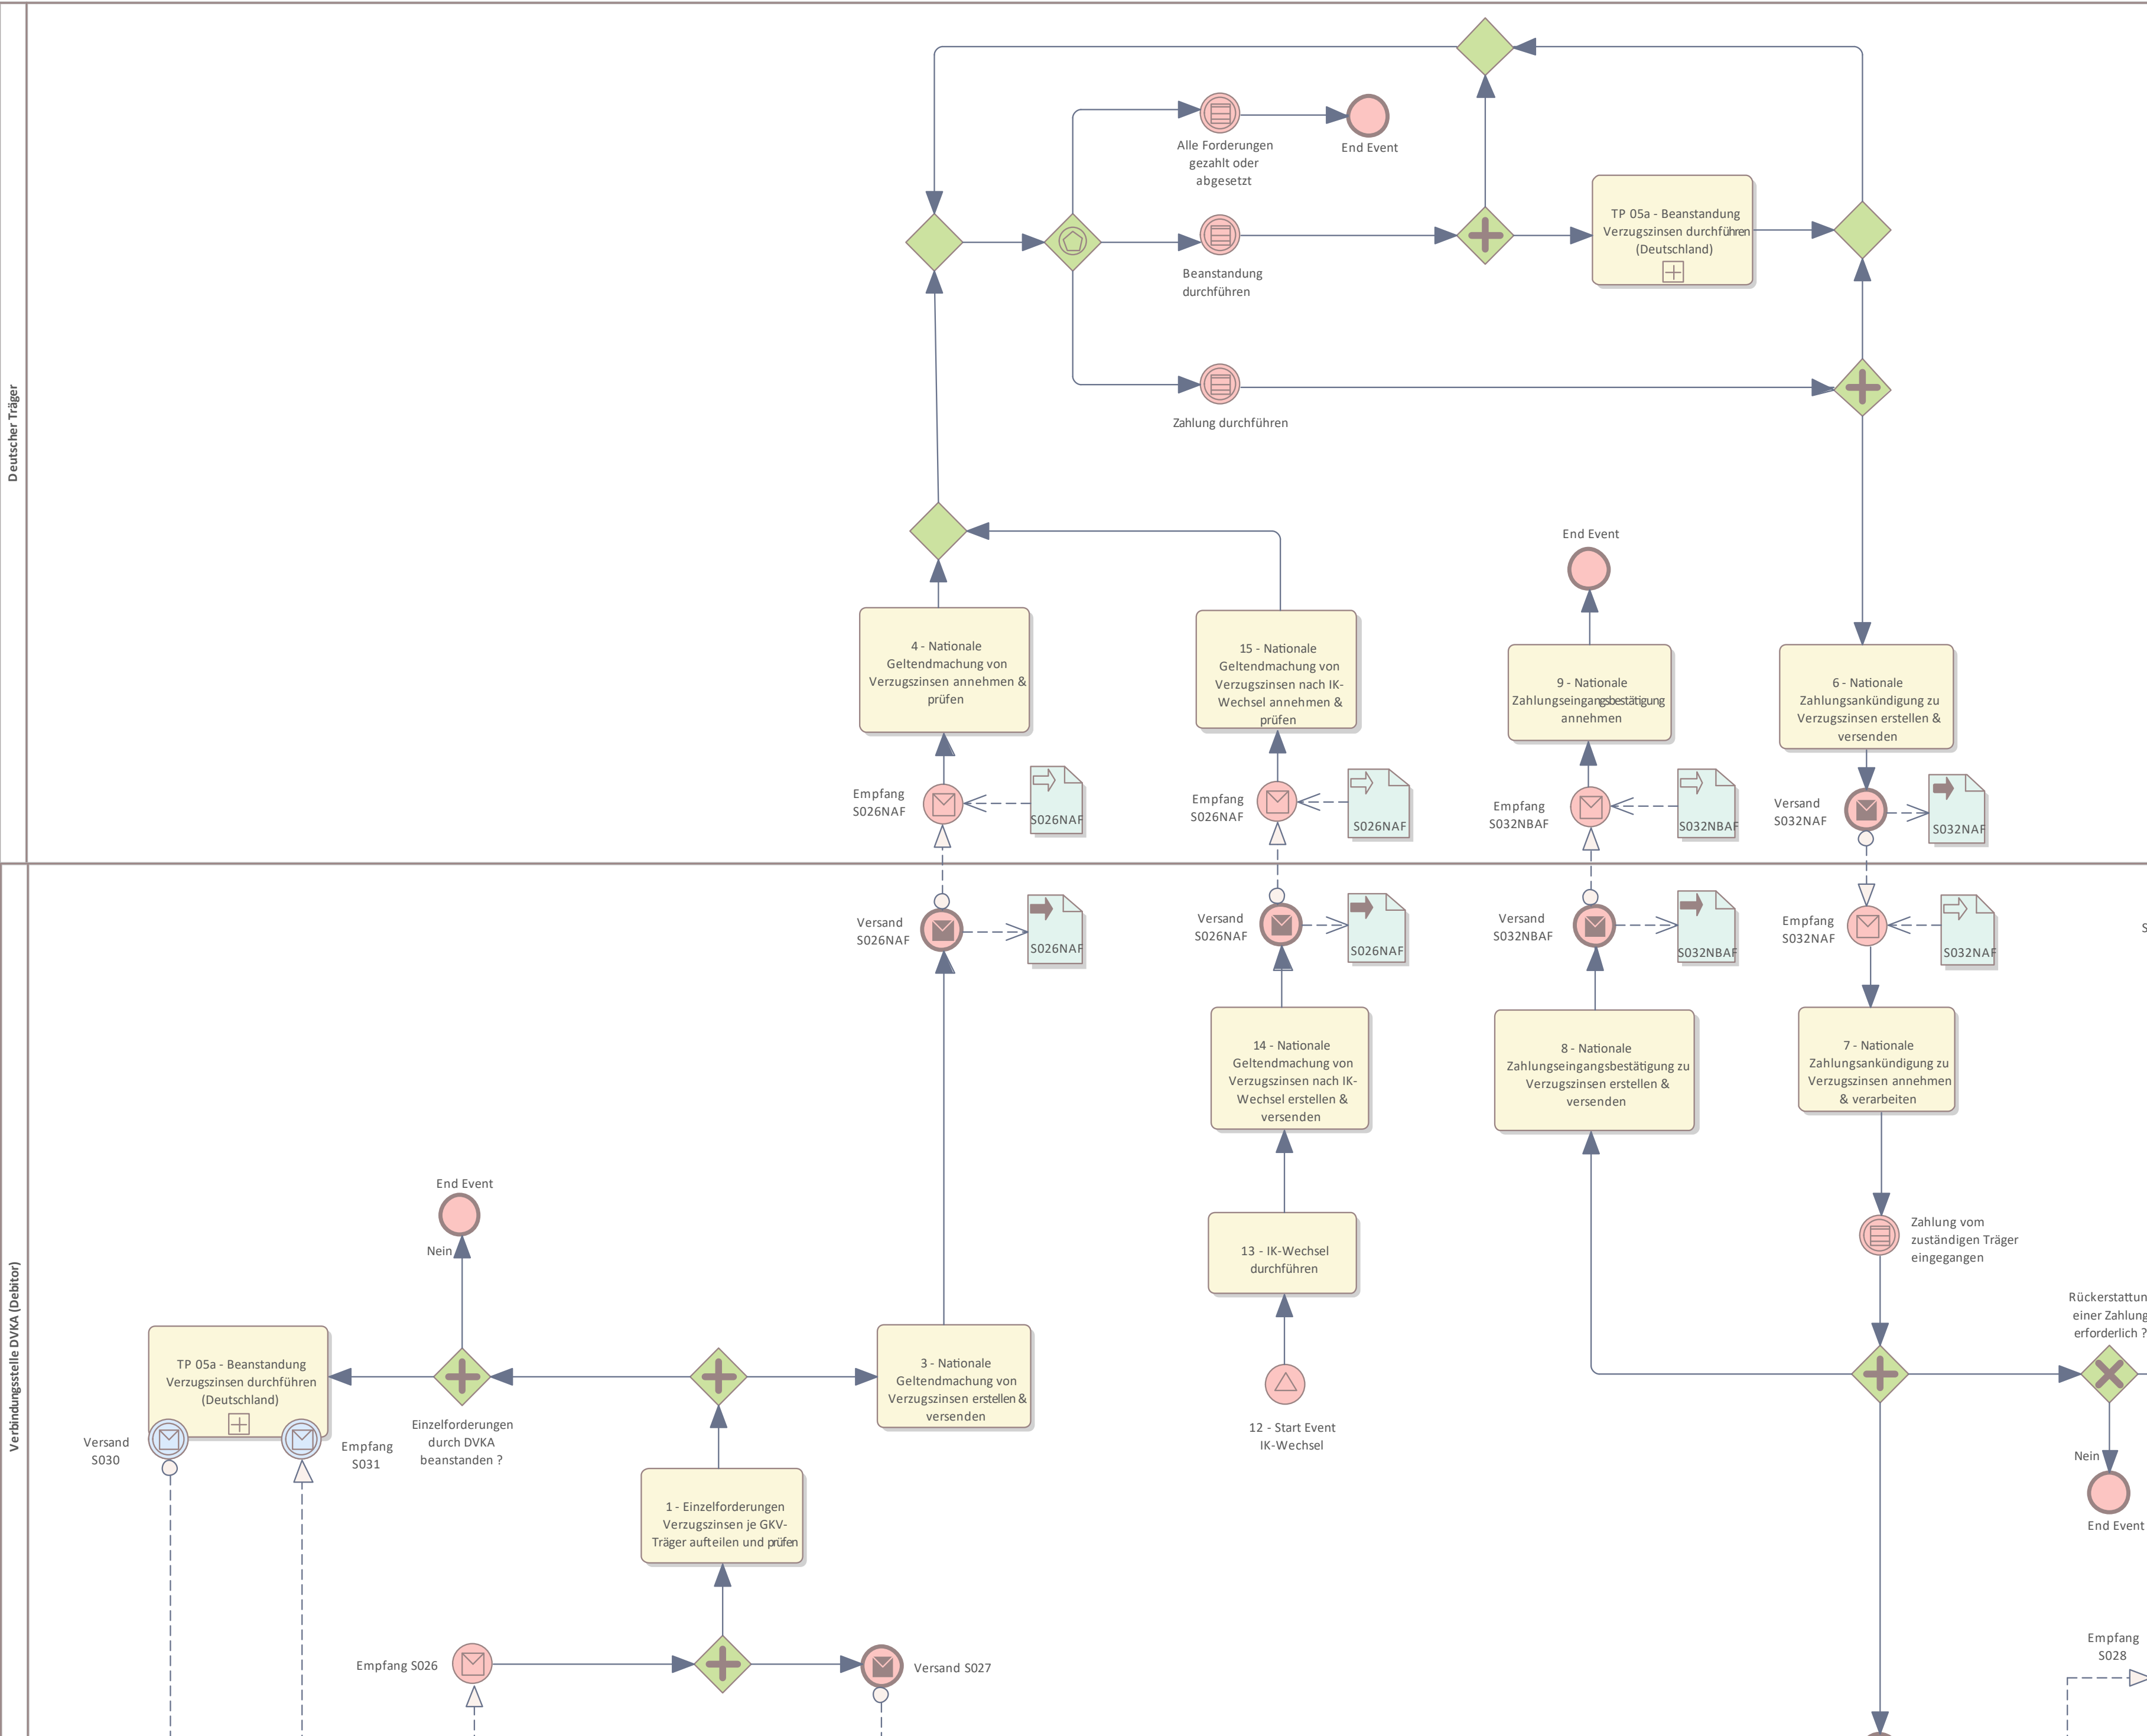 Deutscher Träger
Alle Forderungen
gezahlt oder
abgesetzt
End Event
Beanstandung
durchführen
TP 05a - Beanstandung
Verzugszinsen durchführen
(Deutschland)
Zahlung durchführen
End Event
4 - Nationale
Geltendmachung von
Verzugszinsen annehmen &
prüfen
15 - Nationale
Geltendmachung von
Verzugszinsen nach IK-
Wechsel annehmen &
prüfen
9 - Nationale
Zahlungseingangsbestätigung
annehmen
6 - Nationale
Zahlungsankündigung zu
Verzugszinsen erstellen &
versenden
Empfang
S026NAF
S026NAF
Empfang
S026NAF
S026NAF
Empfang
S032NBAF
S032NBAF
Versand
S032NAF
S032NAF
Verbindungsstelle DVKA (Debitor)
Versand
S026NAF
S026NAF
Versand
S026NAF
S026NAF
Versand
S032NBAF
S032NBAF
Empfang
S032NAF
S032NAF
14 - Nationale
Geltendmachung von
Verzugszinsen nach IK-
Wechsel erstellen &
versenden
8 - Nationale
Zahlungseingangsbestätigung zu
Verzugszinsen erstellen &
versenden
7 - Nationale
Zahlungsankündigung zu
Verzugszinsen annehmen
& verarbeiten
End Event
Nein
13 - IK-Wechsel
durchführen
Zahlung vom
zuständigen Träger
eingegangen
Rückerstattun
einer Zahlung
erforderlich ?
TP 05a - Beanstandung
Verzugszinsen durchführen
(Deutschland)
Versand
S030
Empfang
S031
Einzelforderungen
durch DVKA
beanstanden ?
3 - Nationale
Geltendmachung von
Verzugszinsen erstellen &
versenden
12 - Start Event
IK-Wechsel
Nein
End Event
1 - Einzelforderungen
Verzugszinsen je GKV-
Träger aufteilen und prüfen
Empfang S026
Versand S027
Empfang
S028